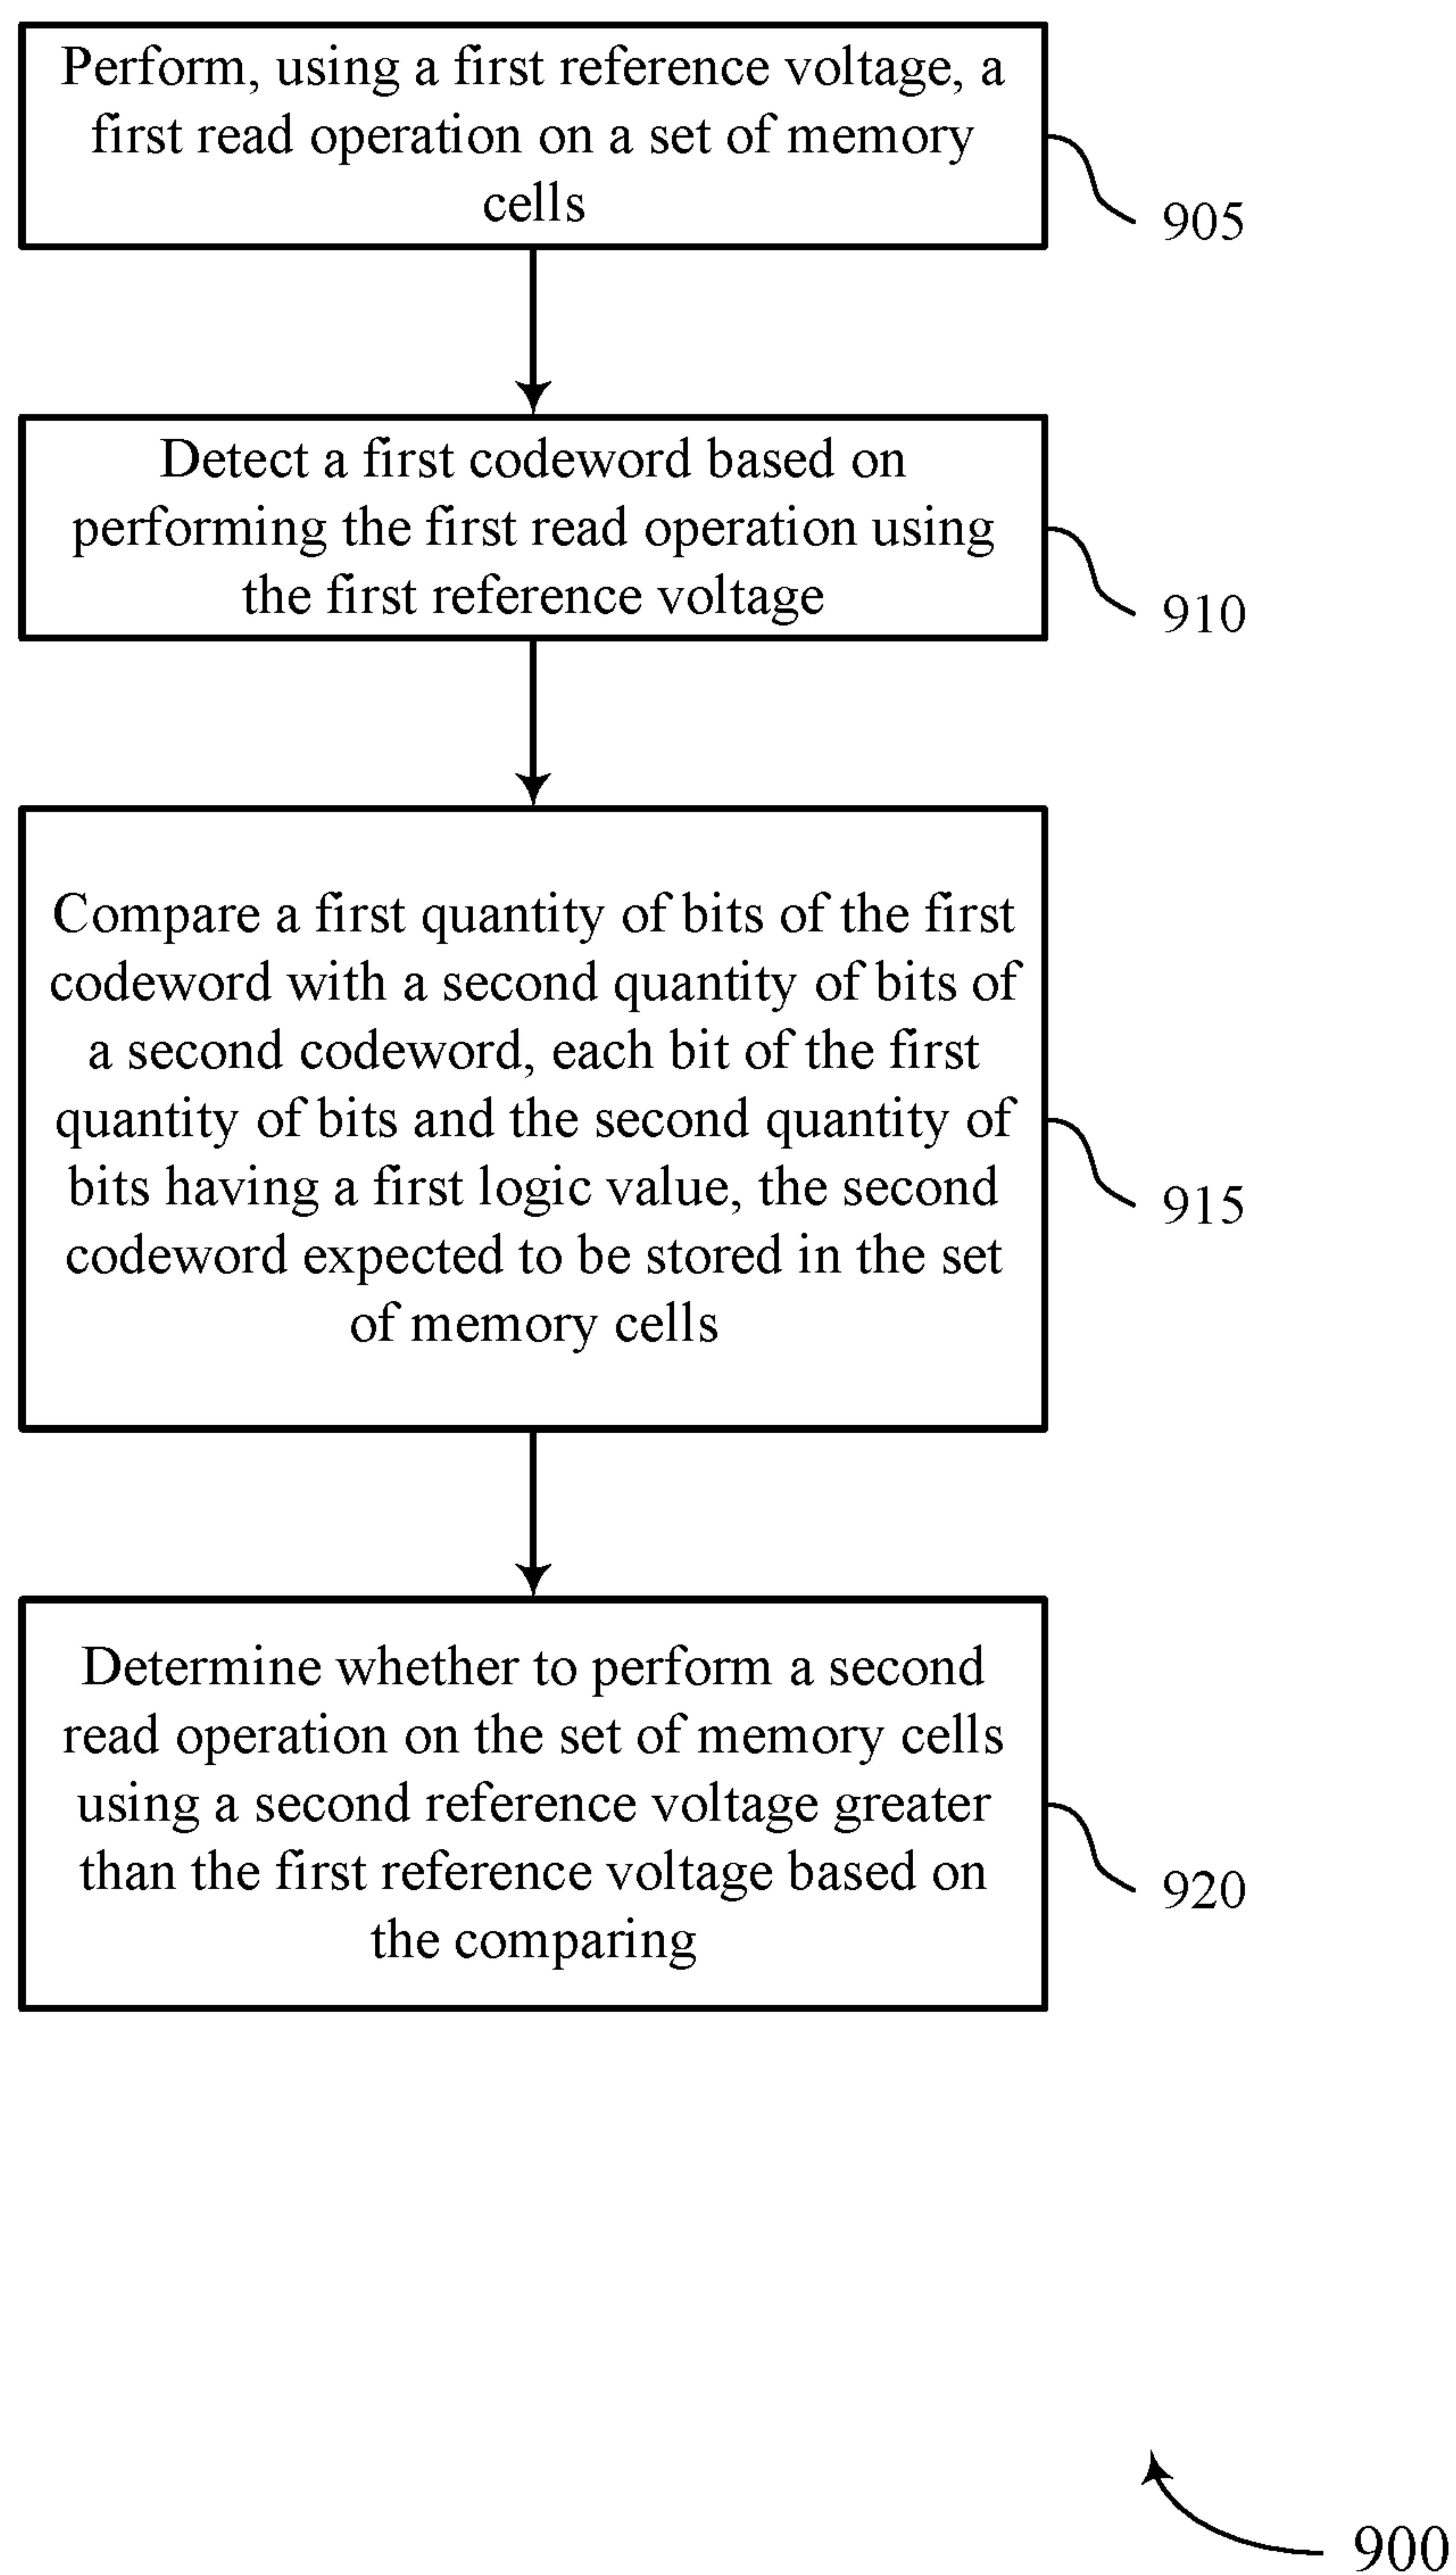 Perform, using a first reference voltage, a
first read operation on a set of memory
cells
905
Detect a first codeword based on
performing the first read operation using
the first reference voltage
910
Compare a first quantity of bits of the first
codeword with a second quantity of bits of
a second codeword, each bit of the first
quantity of bits and the second quantity of
bits having a first logic value, the second
codeword expected to be stored in the set
of memory cells
915
Determine whether to perform a second
read operation on the set of memory cells
using a second reference voltage greater
than the first reference voltage based on
the comparing
920
900